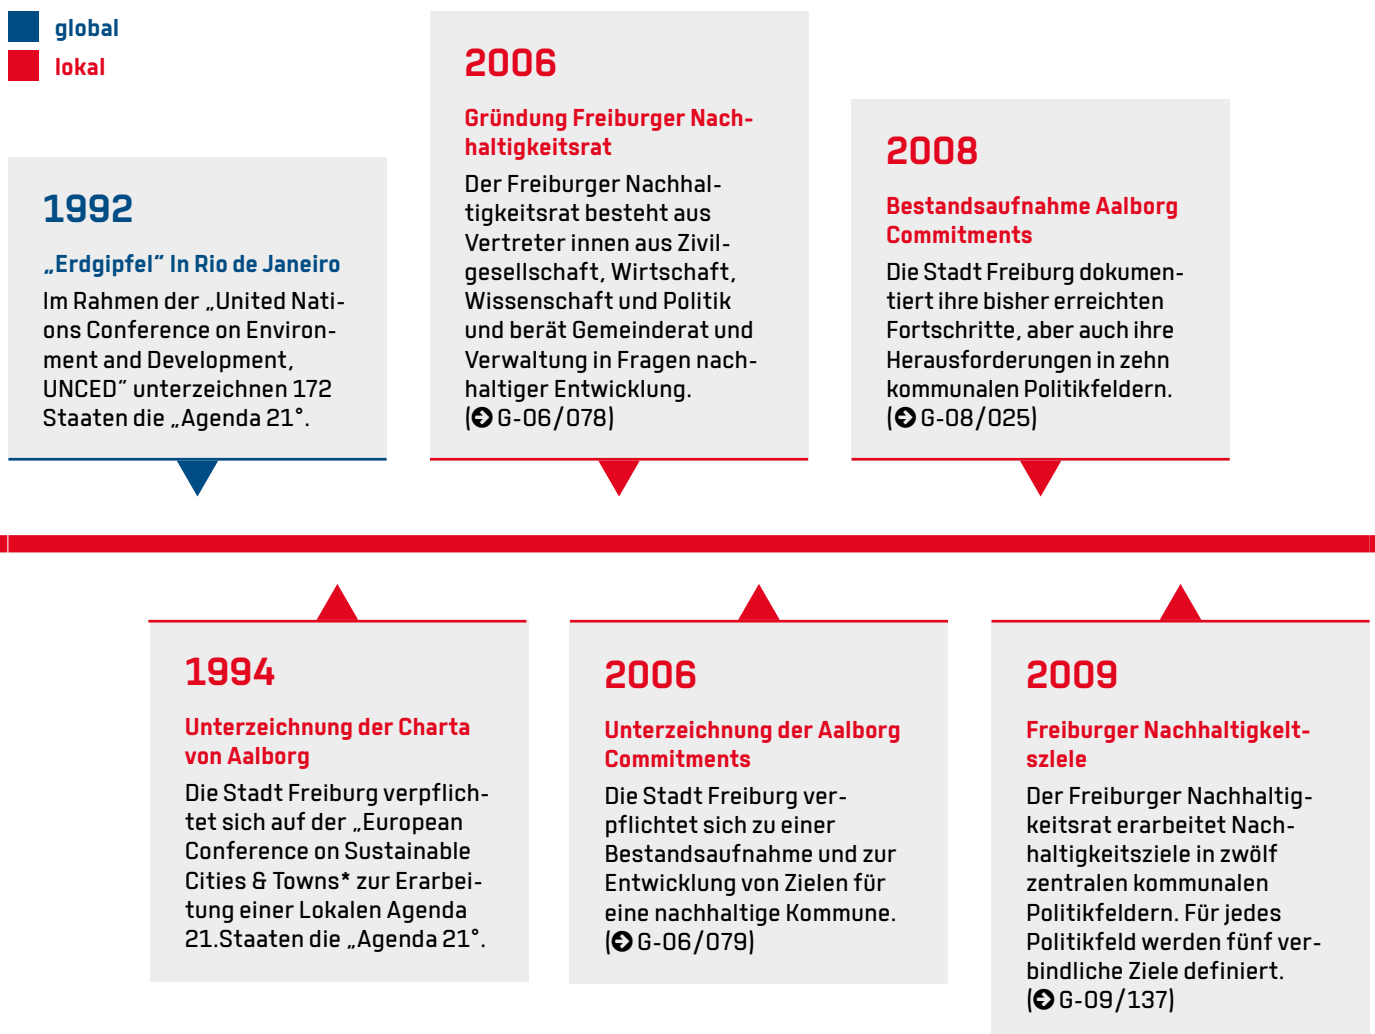 global
lokal
1992
„Erdgipfel“ In Rio de Janeiro
Im Rahmen der „United Nati-
ons Conference on Environ-
ment and Development,
UNCED“ unterzeichnen 172
Staaten die „Agenda 21°.
2006
Gründung Freiburger Nach-
haltigkeitsrat
Der Freiburger Nachhal-
tigkeitsrat besteht aus
Vertreter innen aus Zivil-
gesellschaft, Wirtschaft,
Wissenschaft und Politik
und berät Gemeinderat und
Verwaltung in Fragen nach-
haltiger Entwicklung.
(➲ G-06/078)
2008
Bestandsaufnahme Aalborg
Commitments
Die Stadt Freiburg dokumen-
tiert ihre bisher erreichten
Fortschritte, aber auch ihre
Herausforderungen in zehn
kommunalen Politikfeldern.
(➲ G-08/025)
1994
Unterzeichnung der Charta
von Aalborg
Die Stadt Freiburg verpflich-
tet sich auf der „European
Conference on Sustainable
Cities & Towns* zur Erarbei-
tung einer Lokalen Agenda
21.Staaten die „Agenda 21°.
2006
Unterzeichnung der Aalborg
Commitments
Die Stadt Freiburg ver-
pflichtet sich zu einer
Bestandsaufnahme und zur
Entwicklung von Zielen für
eine nachhaltige Kommune.
(➲ G-06/079)
2009
Freiburger Nachhaltigkelt-
szlele
Der Freiburger Nachhaltig-
keitsrat erarbeitet Nach-
haltigkeitsziele in zwölf
zentralen kommunalen
Politikfeldern. Für jedes
Politikfeld werden fünf ver-
bindliche Ziele definiert.
(➲ G-09/137)